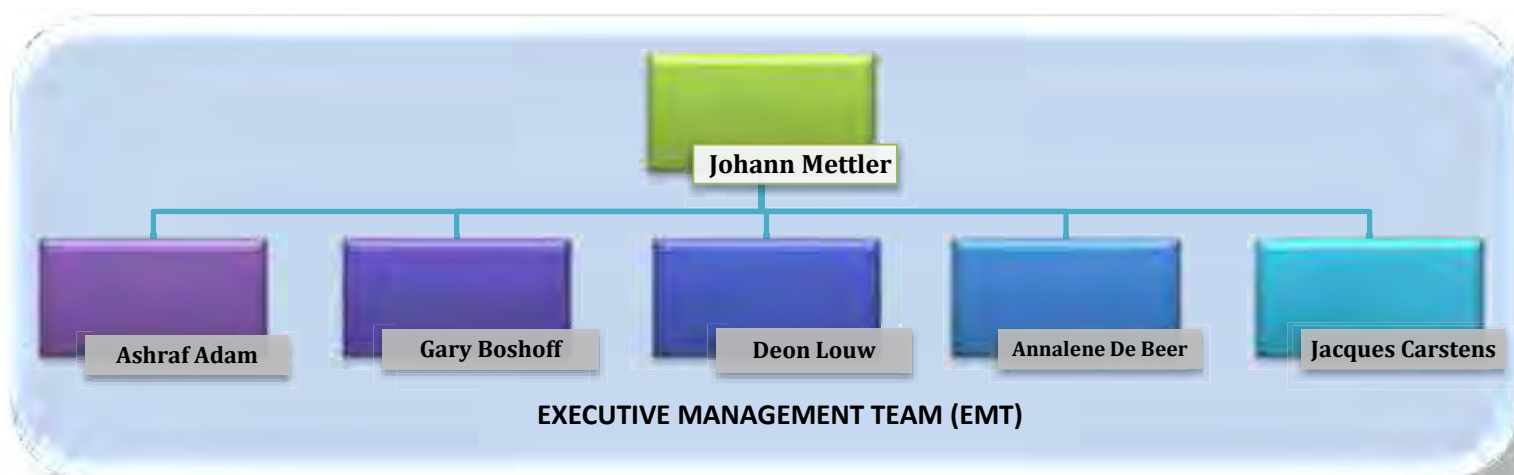 Johann Mettler
Ashraf Adam
Gary Boshoff
Deon Louw
Annalene De Beer
Jacques Carstens
EXECUTIVE MANAGEMENT TEAM (EMT)